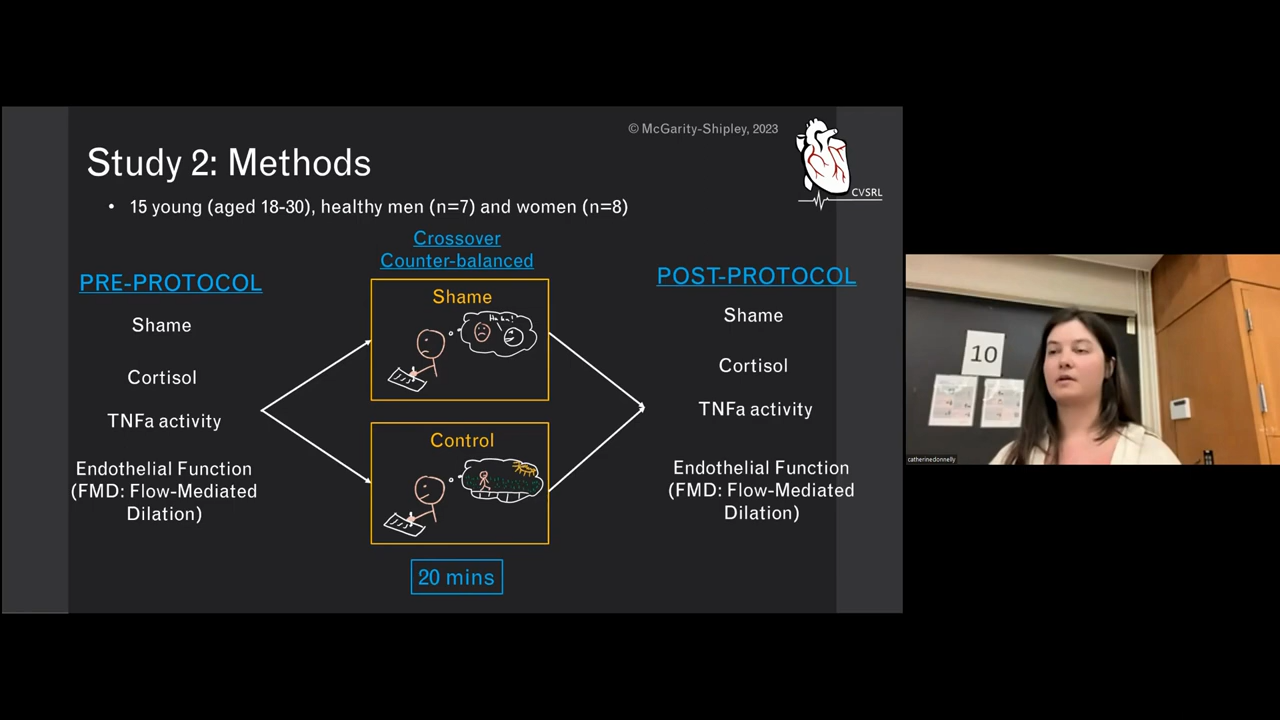 © McGarity-Shipley, 2023
CVSRL
Study 2: Methods
• 15 young (aged 18-30), healthy men (n=7) and women (n=8)
Crossover
Counter-balanced
PRE-PROTOCOL
Shame
Cortisol
TNFa activity
Endothelial Function
(FMD: Flow-Mediated
Dilation)
Shame
Ha ha!
Control
20 mins
POST-PROTOCOL
Shame
Cortisol
TNFa activity
Endothelial Function
(FMD: Flow-Mediated
Dilation)
10
catherinedonnelly